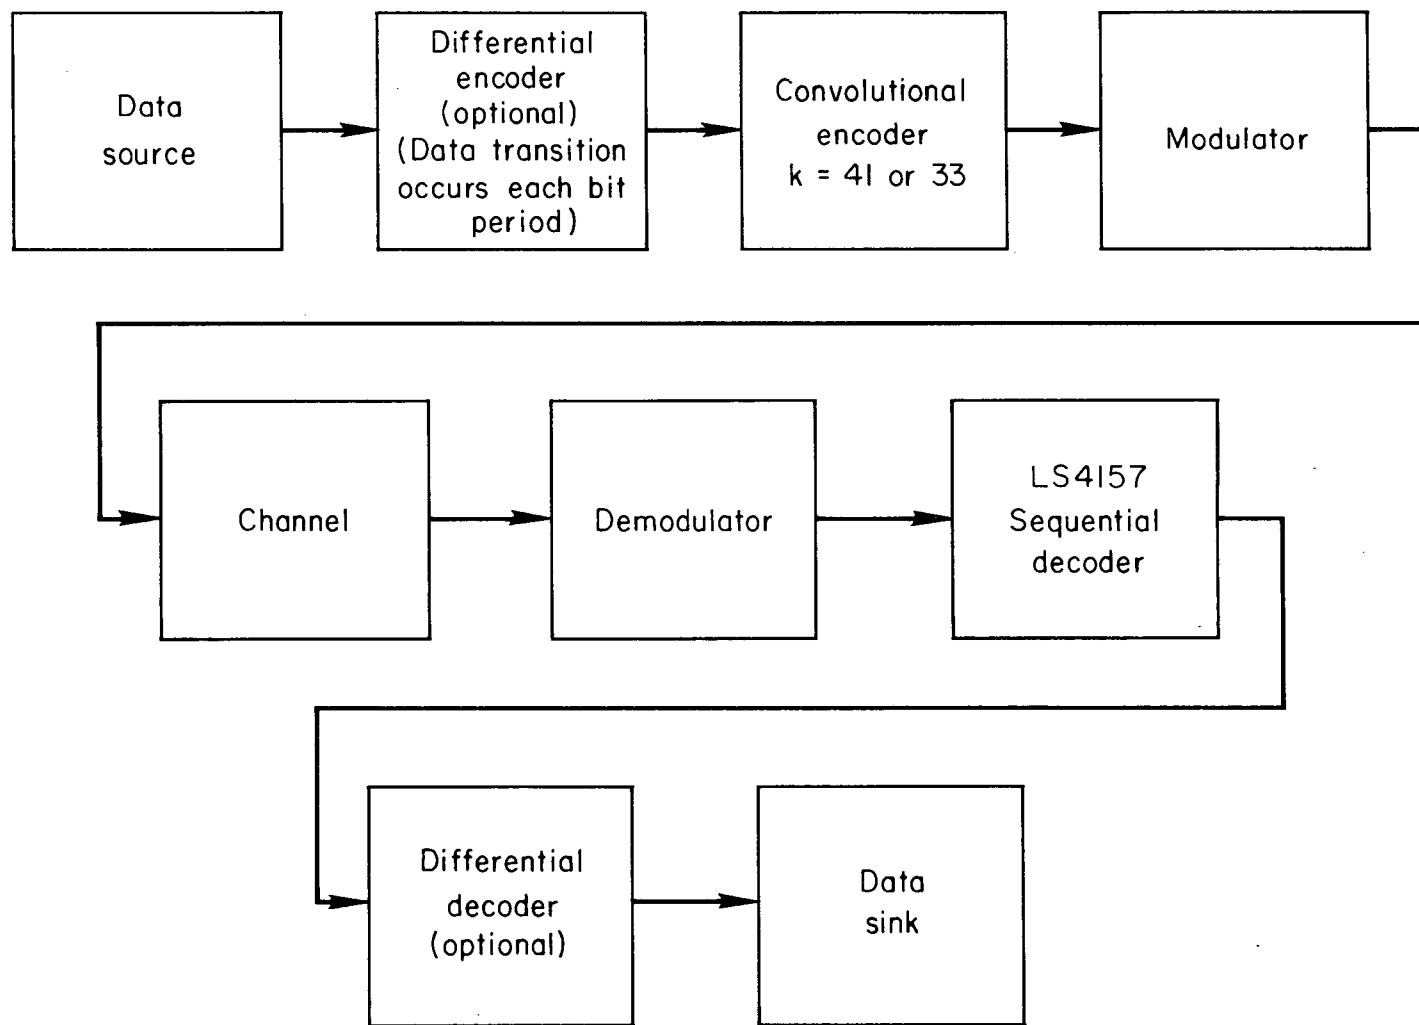 Data
source
Differential
encoder
(optional)
(Data transition
occurs each bit
period)
Convolutional
encoder
k = 41 or 33
Modulator
Channel
Demodulator
LS4157
Sequential
decoder
Differential
decoder
(optional)
Data
sink